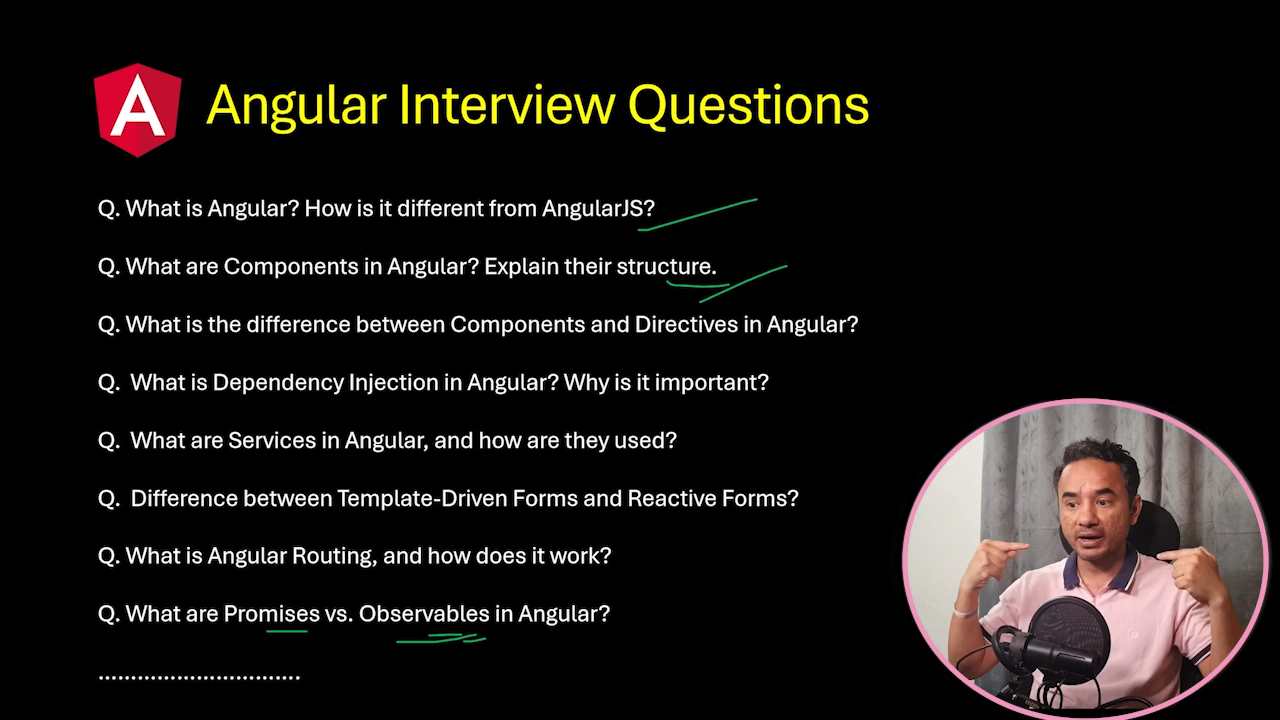 A
Angular Interview Questions
Q. What is Angular? How is it different from AngularJS?
Q. What are Components in Angular? Explain their structure.
Q. What is the difference between Components and Directives in Angular?
Q. What is Dependency Injection in Angular? Why is it important?
Q. What are Services in Angular, and how are they used?
Q. Difference between Template-Driven Forms and Reactive Forms?
Q. What is Angular Routing, and how does it work?
Q. What are Promises vs. Observables in Angular?
...............................